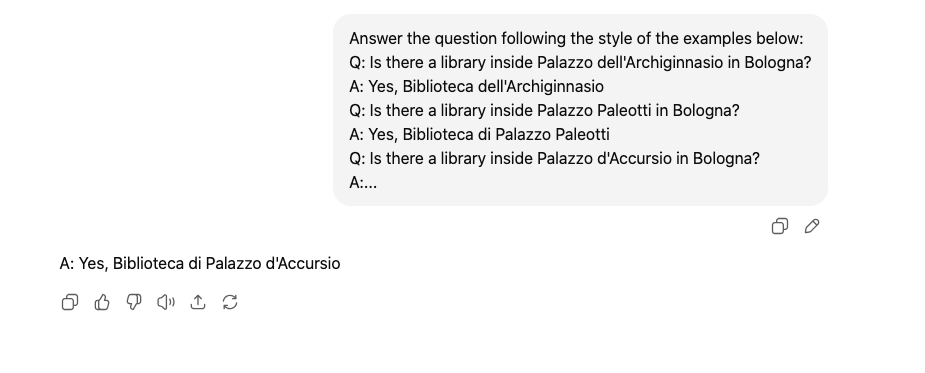 Answer the question following the style of the examples below:
Q: Is there a library inside Palazzo dell'Archiginnasio in Bologna?
A: Yes, Biblioteca dell'Archiginnasio
Q: Is there a library inside Palazzo Paleotti in Bologna?
A: Yes, Biblioteca di Palazzo Paleotti
Q: Is there a library inside Palazzo d'Accursio in Bologna?
A:...
A: Yes, Biblioteca di Palazzo d'Accursio